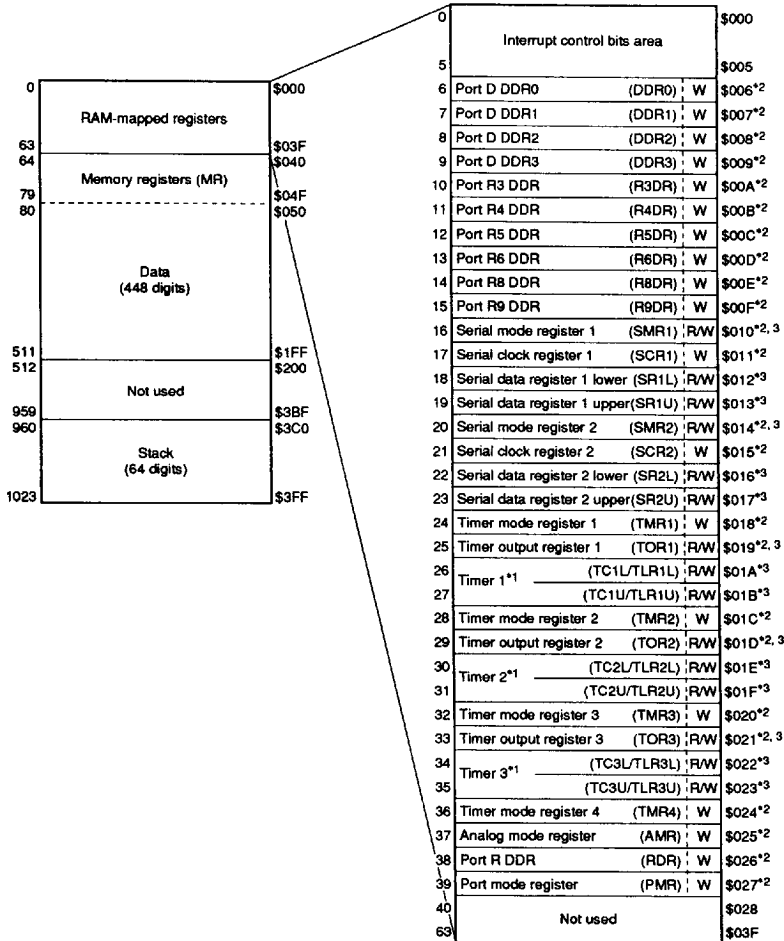 0 $000
RAM-mapped registers
63 $03F
64 $040
Memory registers (MR)
79 $04F
80 $050
Data
(448 digits)
511 $1FF
512 $200
Not used
959 $3BF
960 $3C0
Stack
(64 digits)
1023 $3FF
0 $000
Interrupt control bits area
5 $005
6 Port D DDR0 (DDR0) W $006*2
7 Port D DDR1 (DDR1) W $007*2
8 Port D DDR2 (DDR2) W $008*2
9 Port D DDR3 (DDR3) W $009*2
10 Port R3 DDR (R3DR) W $00A*2
11 Port R4 DDR (R4DR) W $00B*2
12 Port R5 DDR (R5DR) W $00C*2
13 Port R6 DDR (R6DR) W $00D*2
14 Port R8 DDR (R8DR) W $00E*2
15 Port R9 DDR (R9DR) W $00F*2
16 Serial mode register 1 (SMR1) R/W $010*2, 3
17 Serial clock register 1 (SCR1) W $011*2
18 Serial data register 1 lower (SR1L) R/W $012*3
19 Serial data register 1 upper(SR1U) R/W $013*3
20 Serial mode register 2 (SMR2) R/W $014*2, 3
21 Serial clock register 2 (SCR2) W $015*2
22 Serial data register 2 lower (SR2L) R/W $016*3
23 Serial data register 2 upper(SR2U) R/W $017*3
24 Timer mode register 1 (TMR1) W $018*2
25 Timer output register 1 (TOR1) R/W $019*2, 3
26 (TC1L/TLR1L) R/W $01A*3
Timer 1*1
27 (TC1U/TLR1U) R/W $01B*3
28 Timer mode register 2 (TMR2) W $01C*2
29 Timer output register 2 (TOR2) R/W $01D*2, 3
30 (TC2L/TLR2L) R/W $01E*3
Timer 2*1
31 (TC2U/TLR2U) R/W $01F*3
32 Timer mode register 3 (TMR3) W $020*2
33 Timer output register 3 (TOR3) R/W $021*2, 3
34 (TC3L/TLR3L) R/W $022*3
Timer 3*1
35 (TC3U/TLR3U) R/W $023*3
36 Timer mode register 4 (TMR4) W $024*2
37 Analog mode register (AMR) W $025*2
38 Port R DDR (RDR) W $026*2
39 Port mode register (PMR) W $027*2
40 $028
Not used
63 $03F